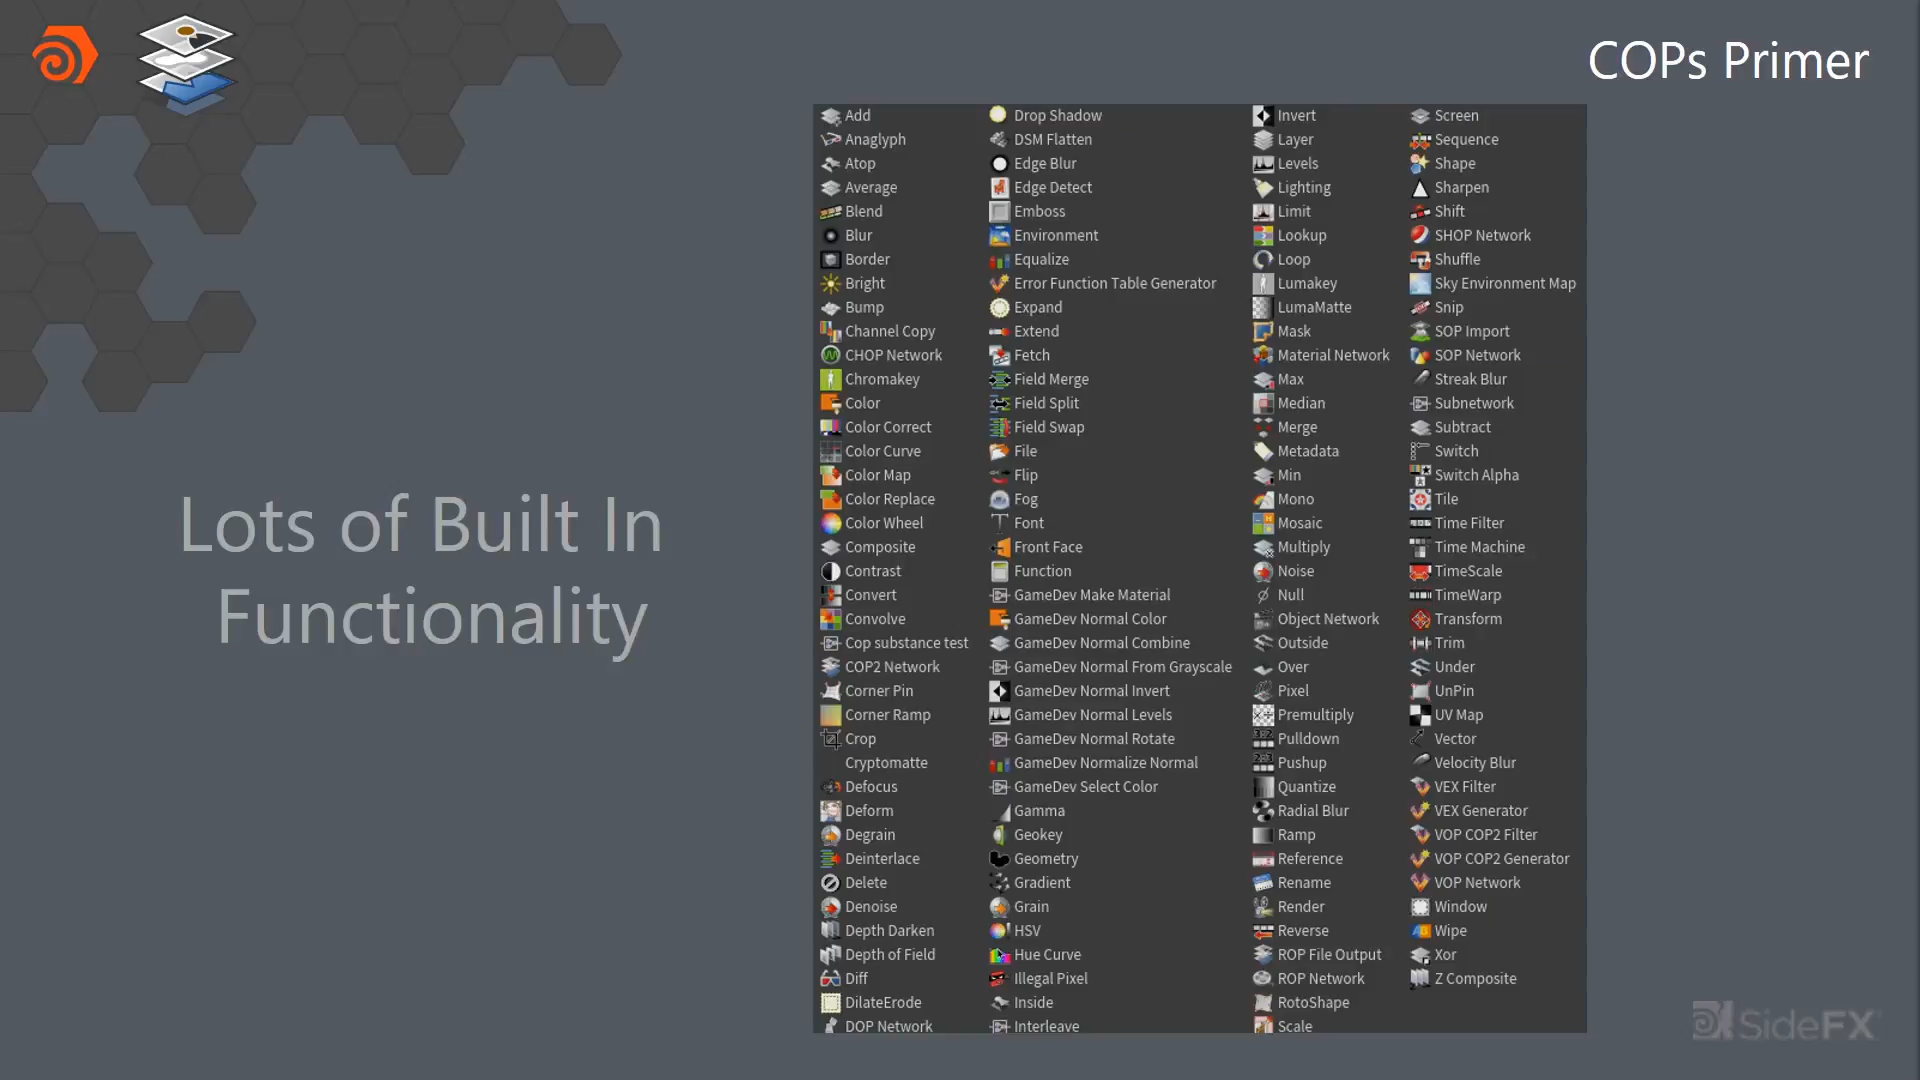 COPs Primer
Lots of Built In
Functionality
Add
Anaglyph
Atop
Average
Blend
Blur
Border
Bright
Bump
Channel Copy
CHOP Network
Chromakey
Color
Color Correct
Color Curve
Color Map
Color Replace
Color Wheel
Composite
Contrast
Convert
Convolve
Cop substance test
COP2 Network
Corner Pin
Corner Ramp
Crop
Cryptomatte
Defocus
Deform
Degrain
Deinterlace
Delete
Denoise
Depth Darken
Depth of Field
Diff
DilateErode
DOP Network
Drop Shadow
DSM Flatten
Edge Blur
Edge Detect
Emboss
Environment
Equalize
Error Function Table Generator
Expand
Extend
Fetch
Field Merge
Field Split
Field Swap
File
Flip
Fog
Font
Front Face
Function
GameDev Make Material
GameDev Normal Color
GameDev Normal Combine
GameDev Normal From Grayscale
GameDev Normal Invert
GameDev Normal Levels
GameDev Normal Rotate
GameDev Normalize Normal
GameDev Select Color
Gamma
Geokey
Geometry
Gradient
Grain
HSV
Hue Curve
Illegal Pixel
Inside
Interleave
Invert
Layer
Levels
Lighting
Limit
Lookup
Loop
Lumakey
LumaMatte
Mask
Material Network
Max
Median
Merge
Metadata
Min
Mono
Mosaic
Multiply
Noise
Null
Object Network
Outside
Over
Pixel
Premultiply
Pulldown
Pushup
Quantize
Radial Blur
Ramp
Reference
Rename
Render
Reverse
ROP File Output
ROP Network
RotoShape
Scale
Screen
Sequence
Shape
Sharpen
Shift
SHOP Network
Shuffle
Sky Environment Map
Snip
SOP Import
SOP Network
Streak Blur
Subnetwork
Subtract
Switch
Switch Alpha
Tile
Time Filter
Time Machine
TimeScale
TimeWarp
Transform
Trim
Under
UnPin
UV Map
Vector
Velocity Blur
VEX Filter
VEX Generator
VOP COP2 Filter
VOP COP2 Generator
VOP Network
Window
Wipe
Xor
Z Composite
SideFX